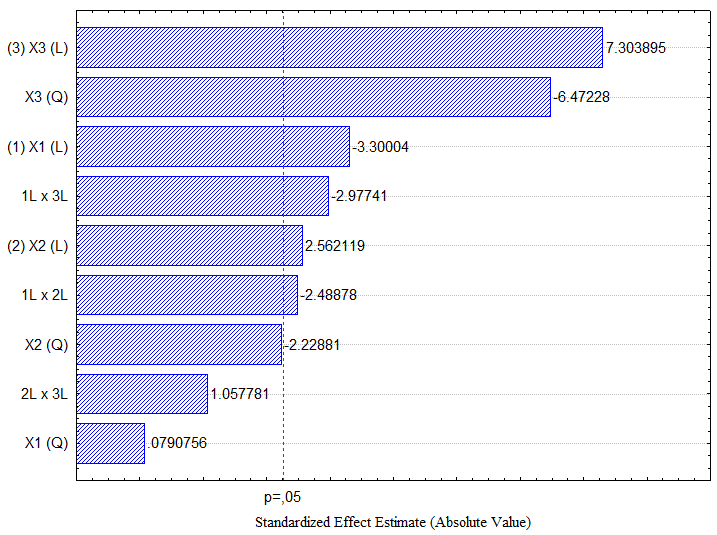 (3) X3 (L) 7.303895
X3 (Q) -6.47228
(1) X1 (L) -3.30004
1L x 3L -2.97741
(2) X2 (L) 2.562119
1L x 2L -2.48878
X2 (Q) -2.22881
2L x 3L 1.057781
X1 (Q) .0790756
p=,05
Standardized Effect Estimate (Absolute Value)